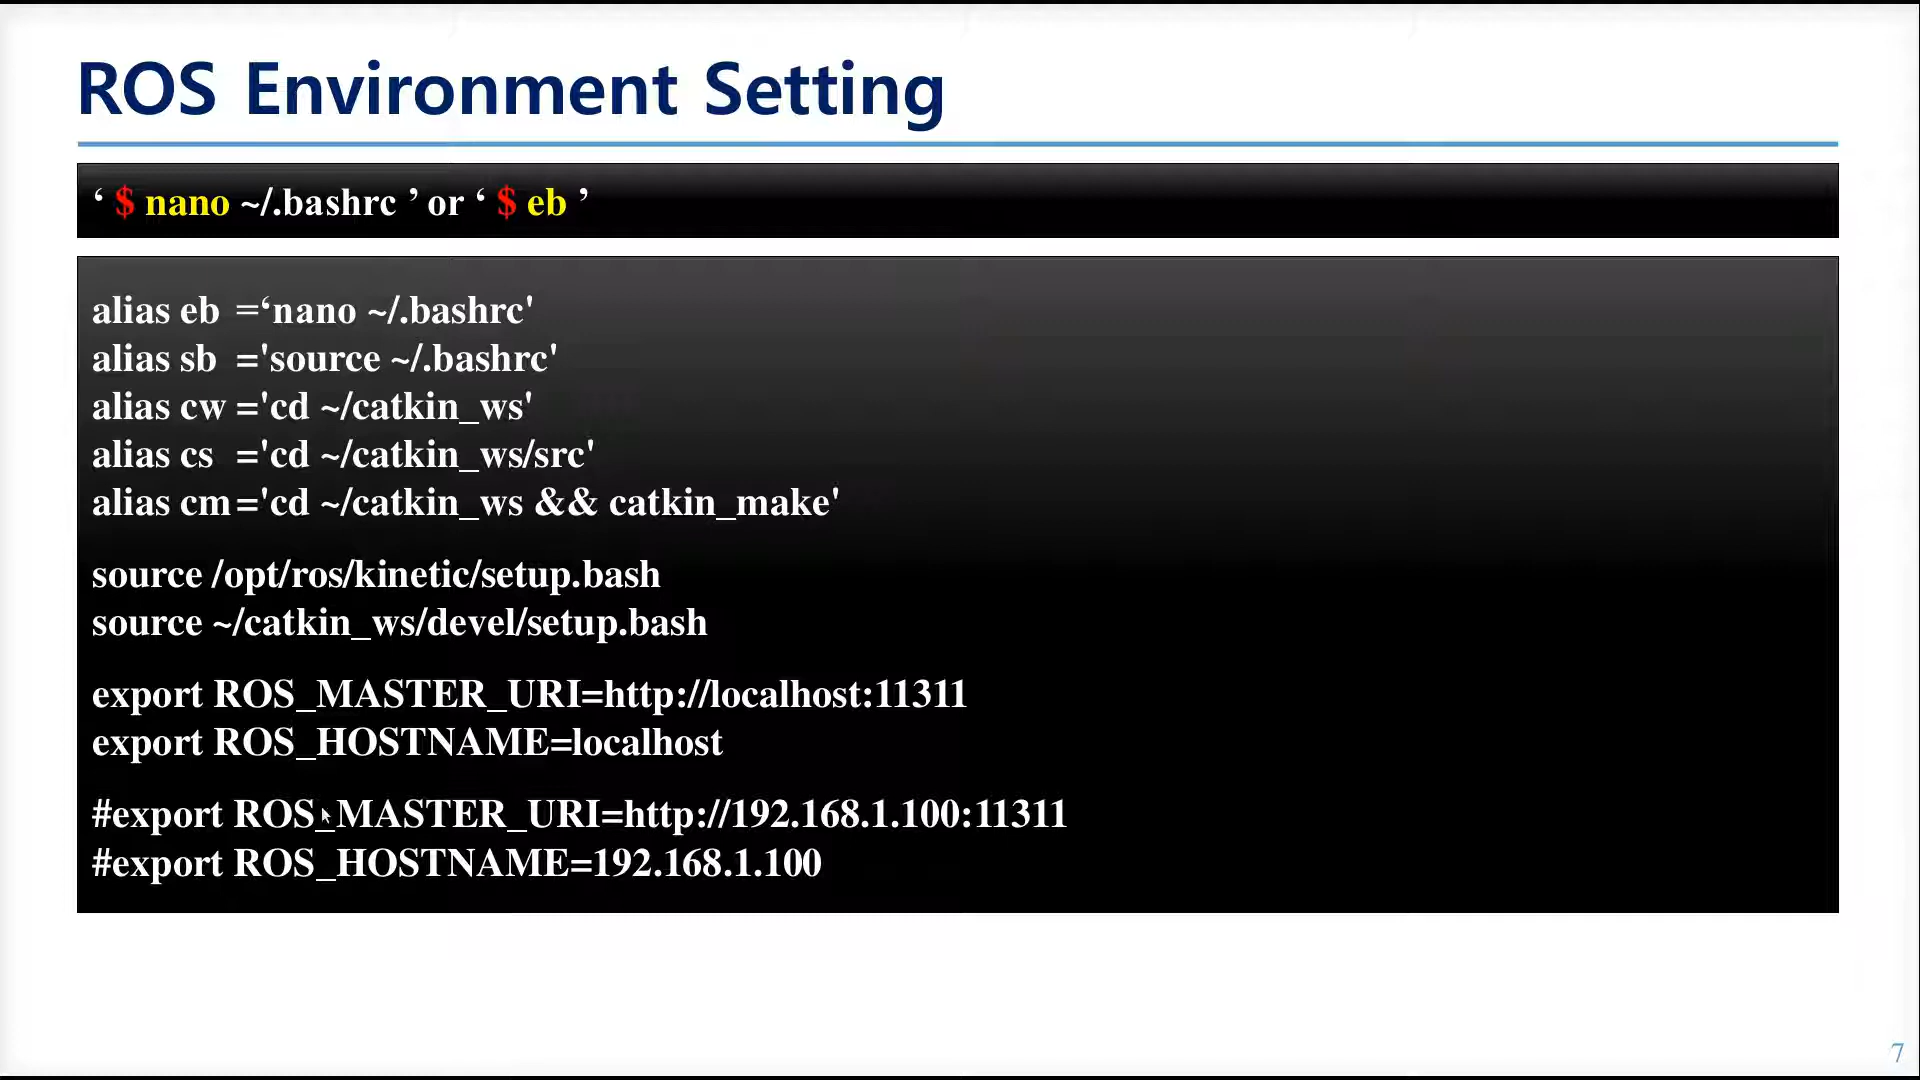 ROS Environment Setting
‘ $ nano ~/.bashrc ’ or ‘ $ eb ’
alias eb =‘nano ~/.bashrc'
alias sb ='source ~/.bashrc'
alias cw ='cd ~/catkin_ws'
alias cs ='cd ~/catkin_ws/src'
alias cm ='cd ~/catkin_ws && catkin_make'
source /opt/ros/kinetic/setup.bash
source ~/catkin_ws/devel/setup.bash
export ROS_MASTER_URI=http://localhost:11311
export ROS_HOSTNAME=localhost
#export ROS_MASTER_URI=http://192.168.1.100:11311
#export ROS_HOSTNAME=192.168.1.100
7